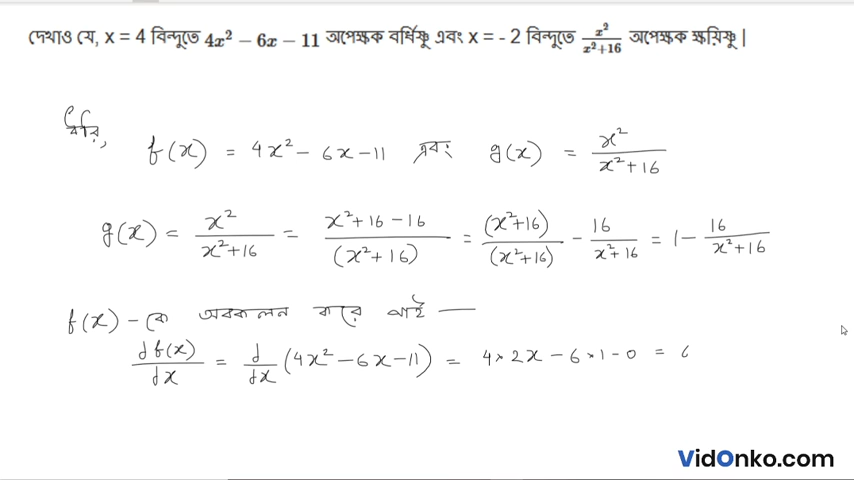 দেখাও যে, x = 4 বিন্দুতে 4x² − 6x − 11 অপেক্ষক বর্ধিষ্ণু এবং x = - 2 বিন্দুতে x²/(x²+16) অপেক্ষক ক্ষয়িষ্ণু |
ধরি,
f(x) = 4x² − 6x − 11 এবং g(x) = x²/(x²+16)
g(x) = x²/(x²+16) = (x²+16−16)/(x²+16) = (x²+16)/(x²+16) − 16/(x²+16) = 1 − 16/(x²+16)
f(x) − কে অবকলন করে পাই —
df(x)/dx = d/dx (4x² − 6x − 11) = 4×2x − 6×1 − 0 =
VidOnko.com